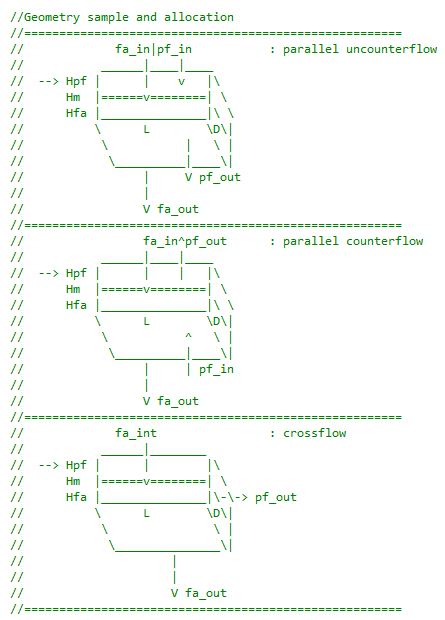 //Geometry sample and allocation
//======================================================
//             fa_in|pf_in           : parallel uncounterflow
//           ______|____|____
//  --> Hpf |      |    v   |\
//      Hm  |======v========| \
//      Hfa |_______________|\ \
//          \      L        \D\|
//           \           |   \ |
//            \__________|____\|
//                 |     V pf_out
//                 |
//                 V fa_out
//======================================================
//                 fa_in^pf_out      : parallel counterflow
//           ______|____|____
//  --> Hpf |      |    |   |\
//      Hm  |======v========| \
//      Hfa |_______________|\ \
//          \      L        \D\|
//           \           ^   \ |
//            \__________|____\|
//                 |     | pf_in
//                 |
//                 V fa_out
//======================================================
//             fa_int                : crossflow
//           ______|________
//  --> Hpf |      |        |\
//      Hm  |======v========| \
//      Hfa |_______________|\-\-> pf_out
//          \      L        \D\|
//           \               \ |
//            \_______________\|
//                     |
//                     |
//                     V fa_out
//======================================================